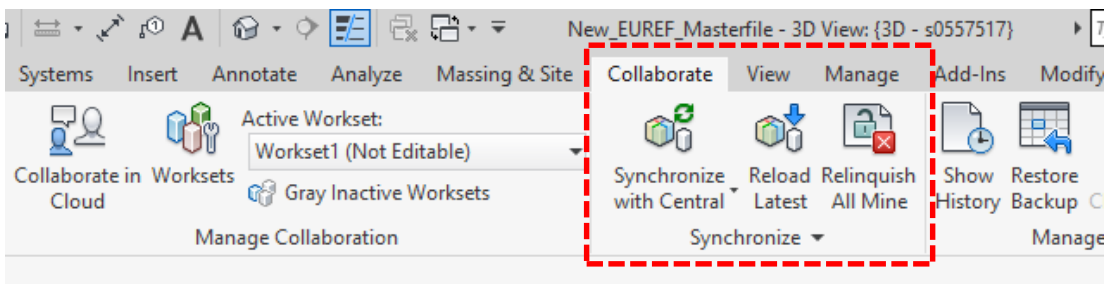 New_EUREF_Masterfile - 3D View: {3D - s0557517}
Systems Insert Annotate Analyze Massing & Site Collaborate View Manage Add-Ins Modify
Active Workset:
Workset1 (Not Editable)
Gray Inactive Worksets
Collaborate in Worksets
Cloud
Synchronize Reload Relinquish Show Restore
with Central Latest All Mine History Backup C
Manage Collaboration Synchronize Manage